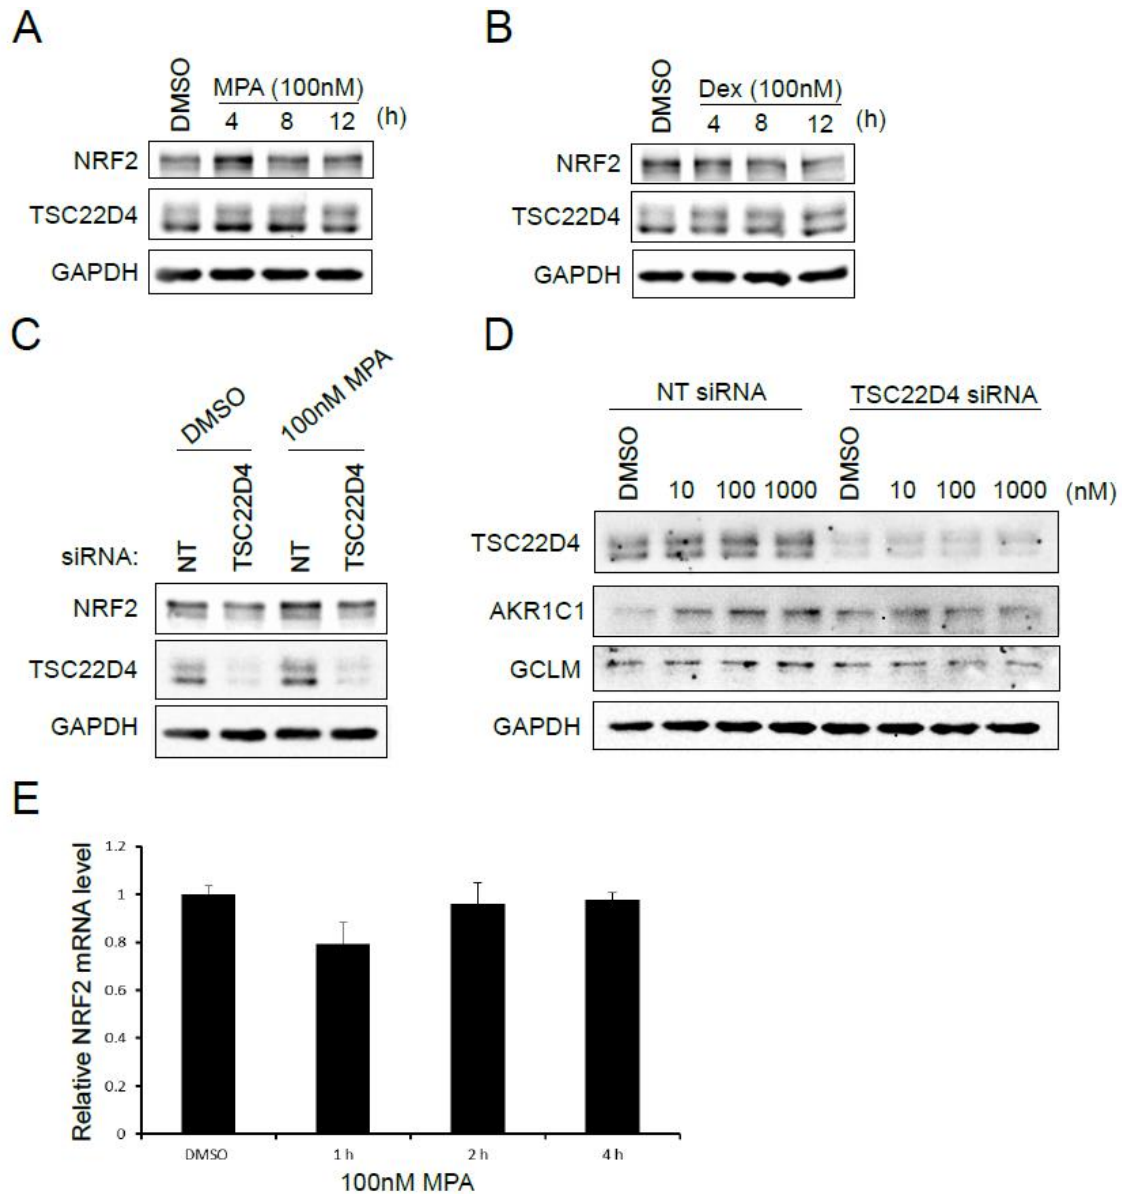 A
DMSO
MPA (100nM)
4 8 12 (h)
NRF2
TSC22D4
GAPDH
B
DMSO
Dex (100nM)
4 8 12 (h)
NRF2
TSC22D4
GAPDH
C
DMSO 100nM MPA
siRNA: NT TSC22D4 NT TSC22D4
NRF2
TSC22D4
GAPDH
D
NT siRNA TSC22D4 siRNA
DMSO 10 100 1000 DMSO 10 100 1000 (nM)
TSC22D4
AKR1C1
GCLM
GAPDH
E
Relative NRF2 mRNA level
1.2
1
0.8
0.6
0.4
0.2
0
DMSO 1 h 2 h 4 h
100nM MPA